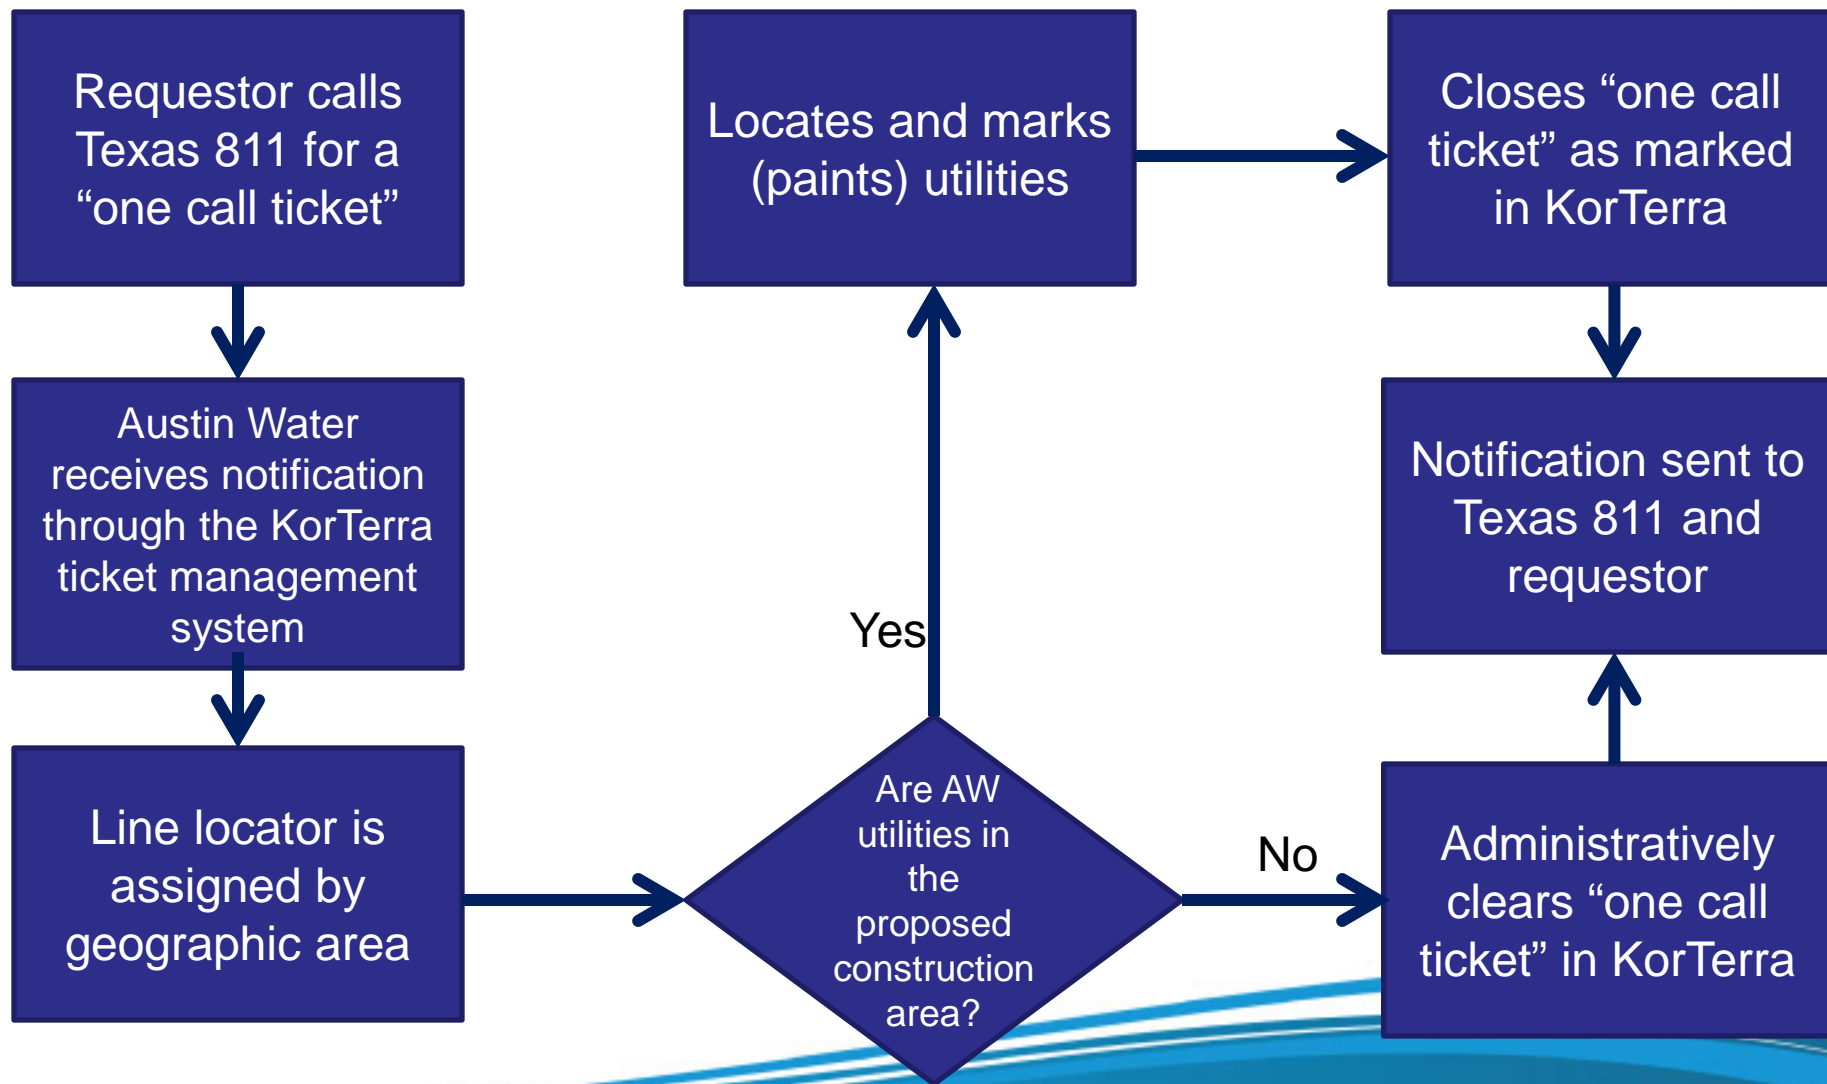 Requestor calls
Texas 811 for a
“one call ticket”
Austin Water
receives notification
through the KorTerra
ticket management
system
Line locator is
assigned by
geographic area
Are AW
utilities in
the
proposed
construction
area?
Yes
Locates and marks
(paints) utilities
Closes “one call
ticket” as marked
in KorTerra
No
Administratively
clears “one call
ticket” in KorTerra
Notification sent to
Texas 811 and
requestor